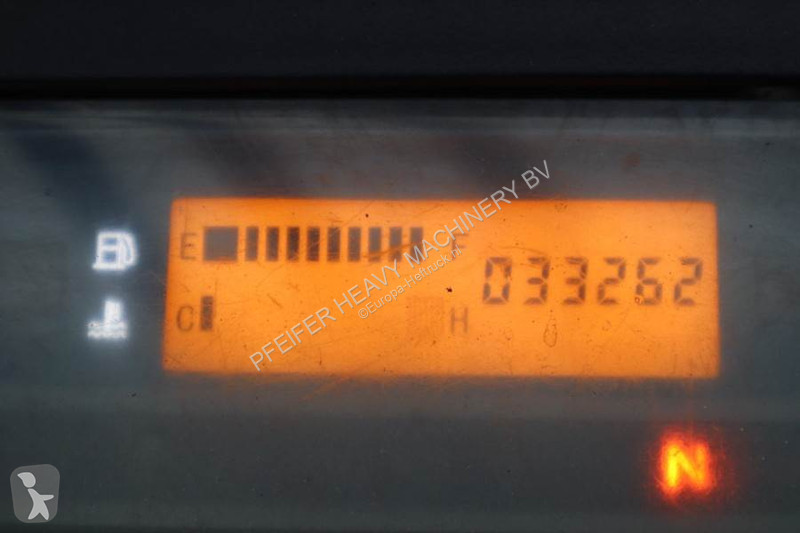 E F 033262
C H
N
PFEIFER HEAVY MACHINERY BV
©Europa-Heftruck.nl